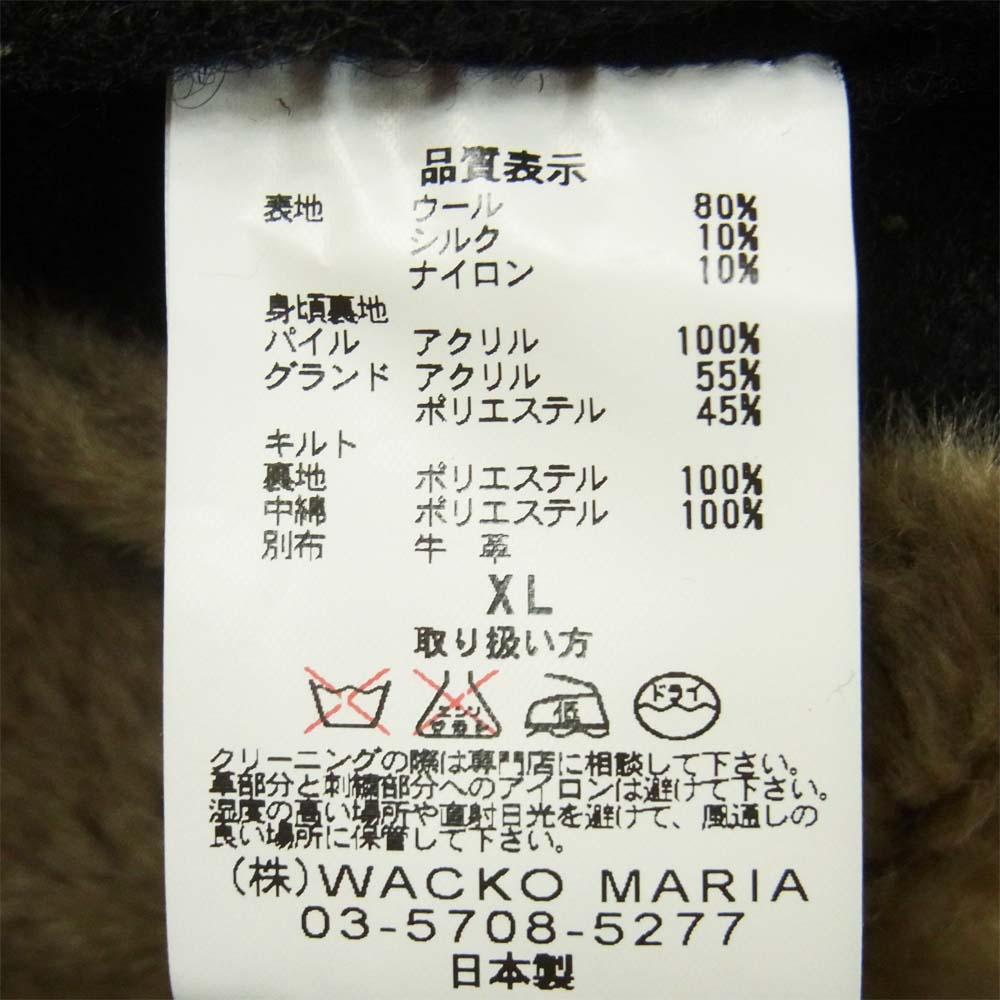 品質表示
表地 ウール 80%
シルク 10%
ナイロン 10%
身頃裏地
パイル アクリル 100%
グランド アクリル 55%
ポリエステル 45%
キルト
裏地 ポリエステル 100%
中綿 ポリエステル 100%
別布 牛 革
XL
取り扱い方
エンソサラシ 低 ドライ
クリーニングの際は専門店に相談して下さい。
革部分と刺繍部分へのアイロンは避けて下さい。
湿度の高い場所や直射日光を避けて、風通しの
良い場所に保管して下さい。
(株)WACKO MARIA
03-5708-5277
日本製